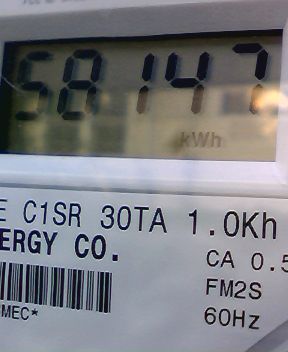 58147
kWh
E C1SR 30TA 1.0Kh
ERGY CO.
CA 0.5
FM2S
MEC*
60Hz